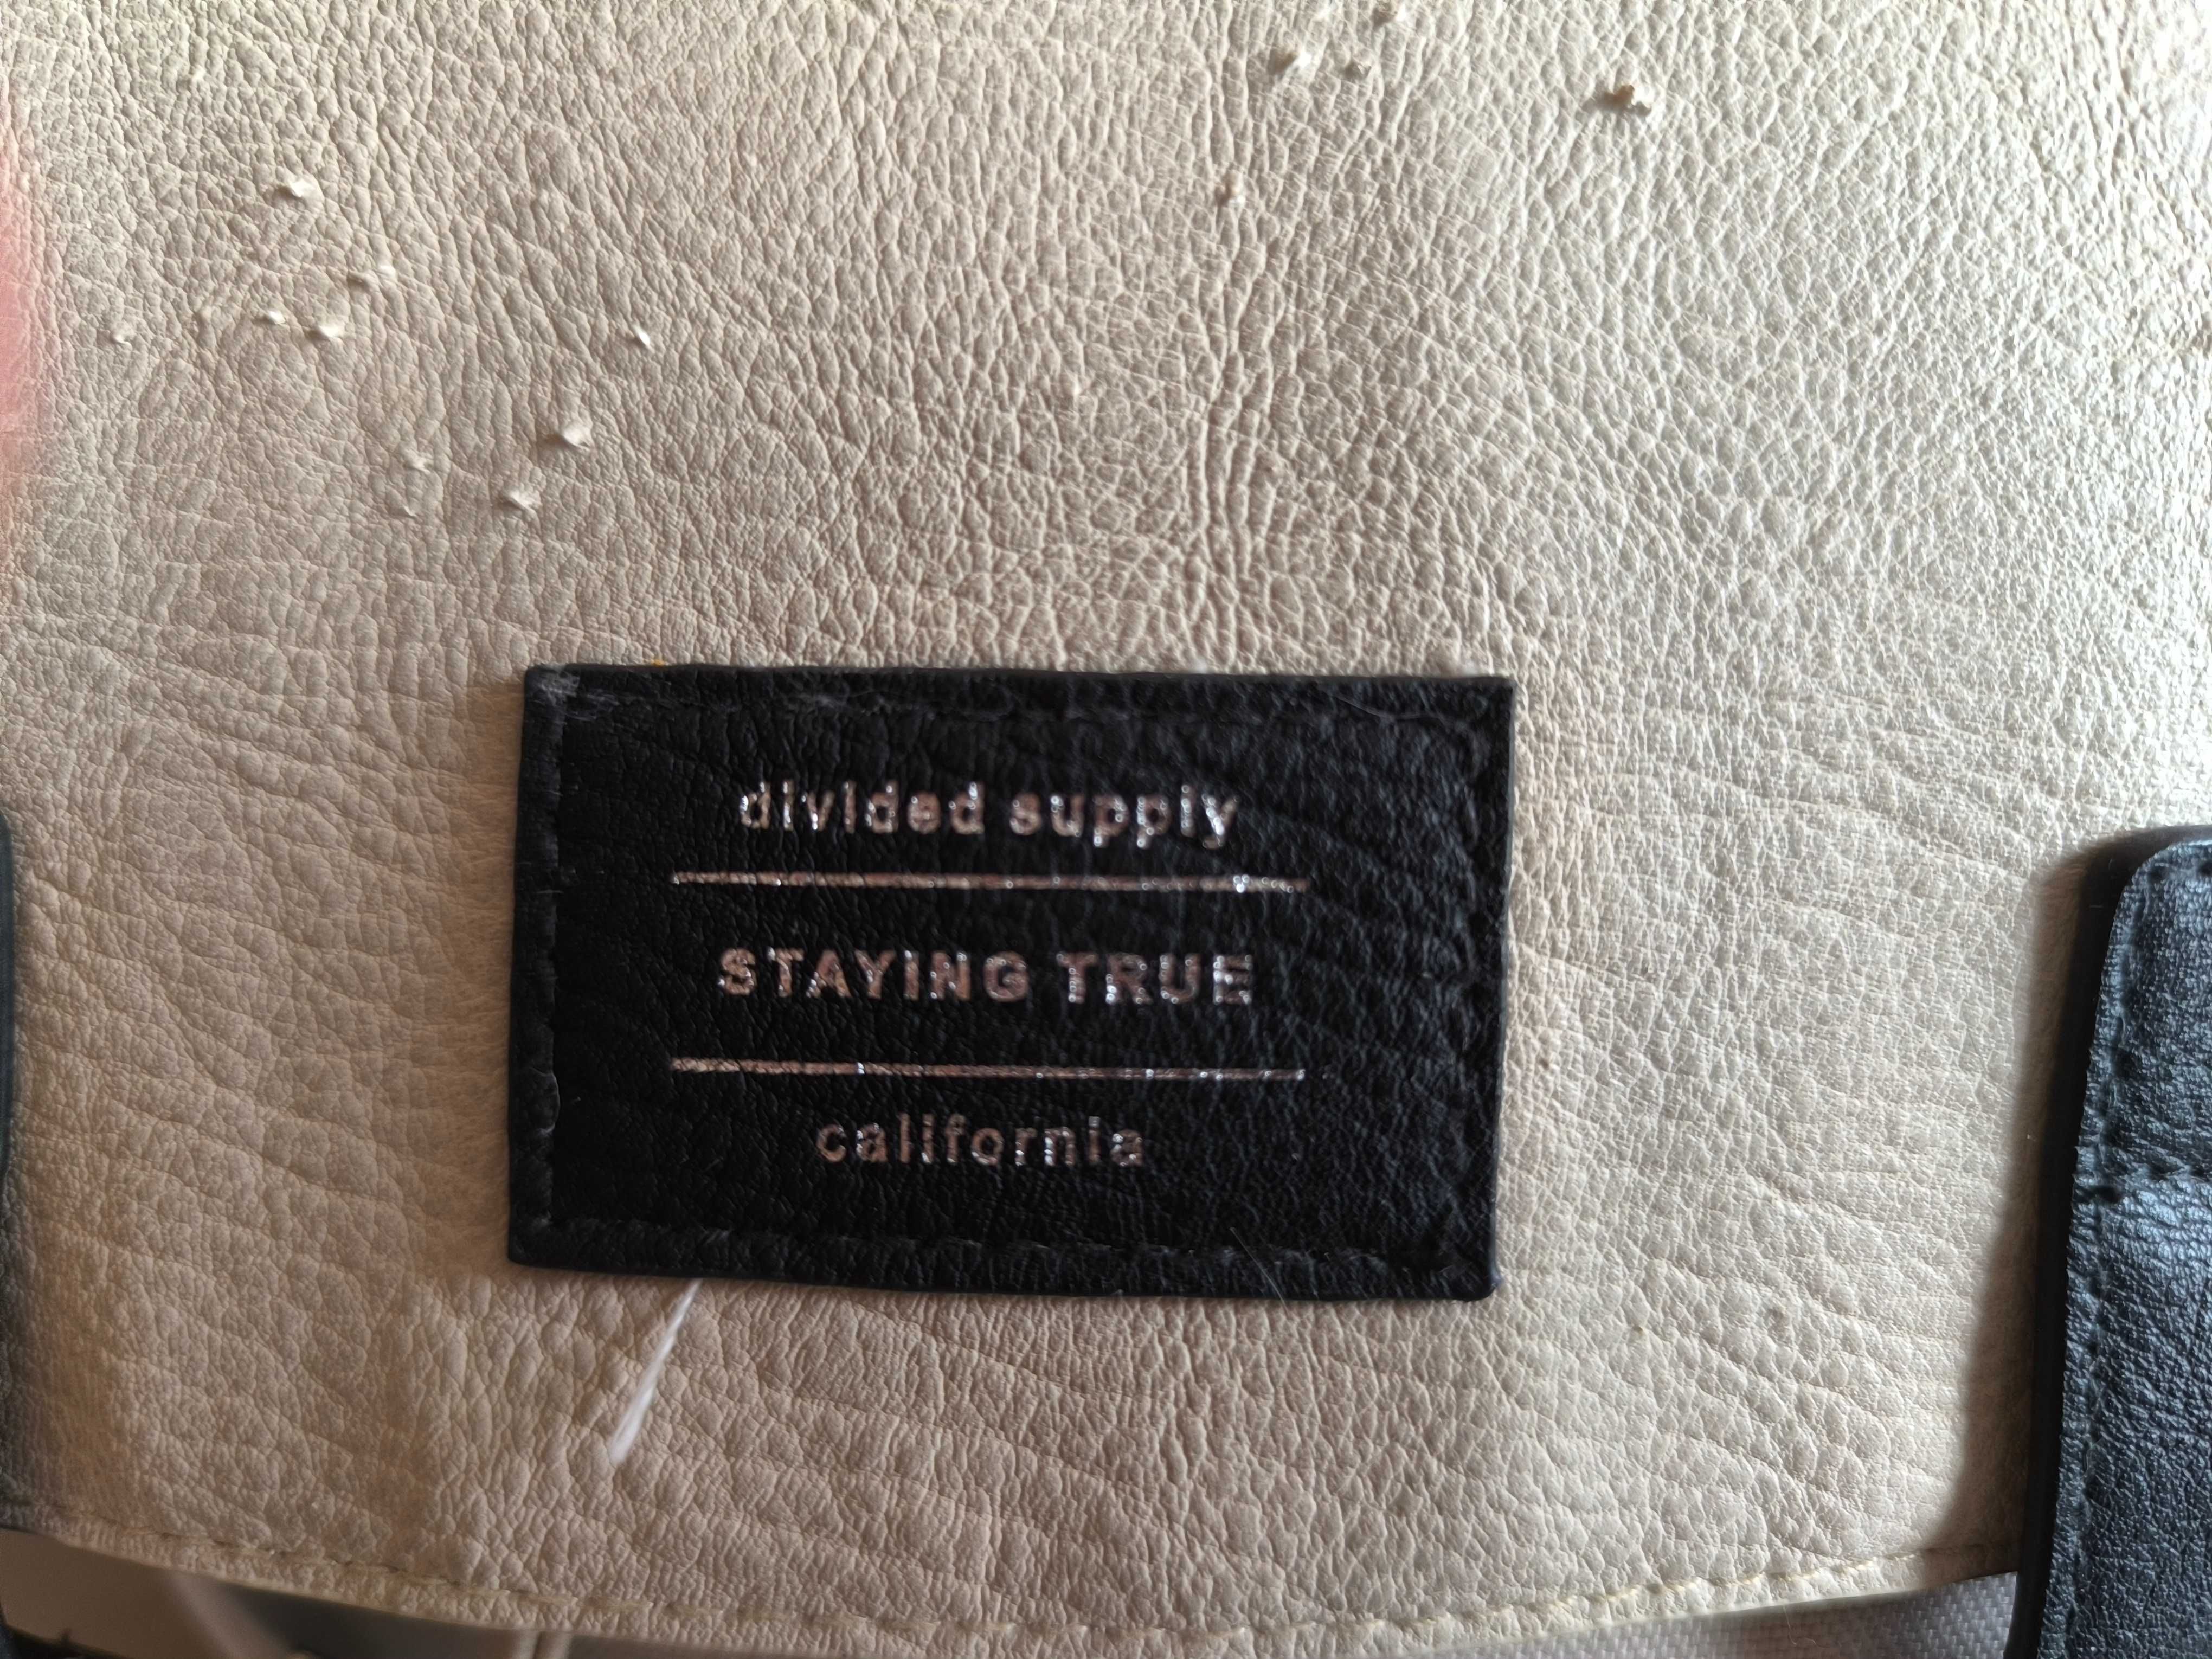 divided supply
STAYING TRUE
california